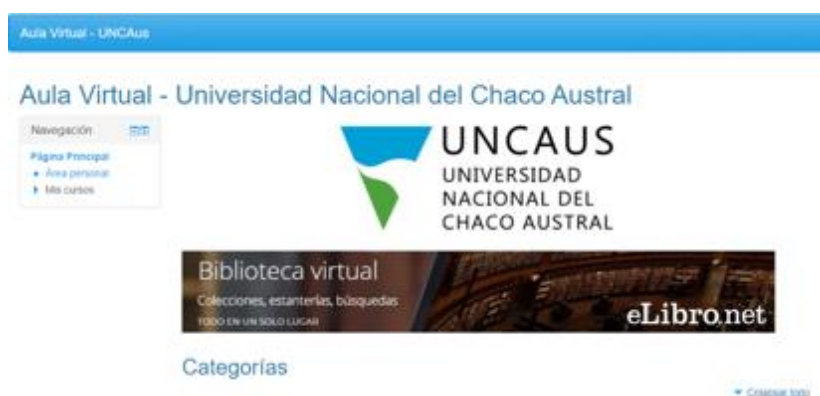 Aula Virtual - UNCAus
Aula Virtual - Universidad Nacional del Chaco Austral
Navegación
Página Principal
Área personal
Mis cursos
UNCAUS
UNIVERSIDAD
NACIONAL DEL
CHACO AUSTRAL
Biblioteca virtual
Colecciones, estanterías, búsquedas
TODO EN UN SOLO LUGAR
eLibro.net
Categorías
Colapsar todo